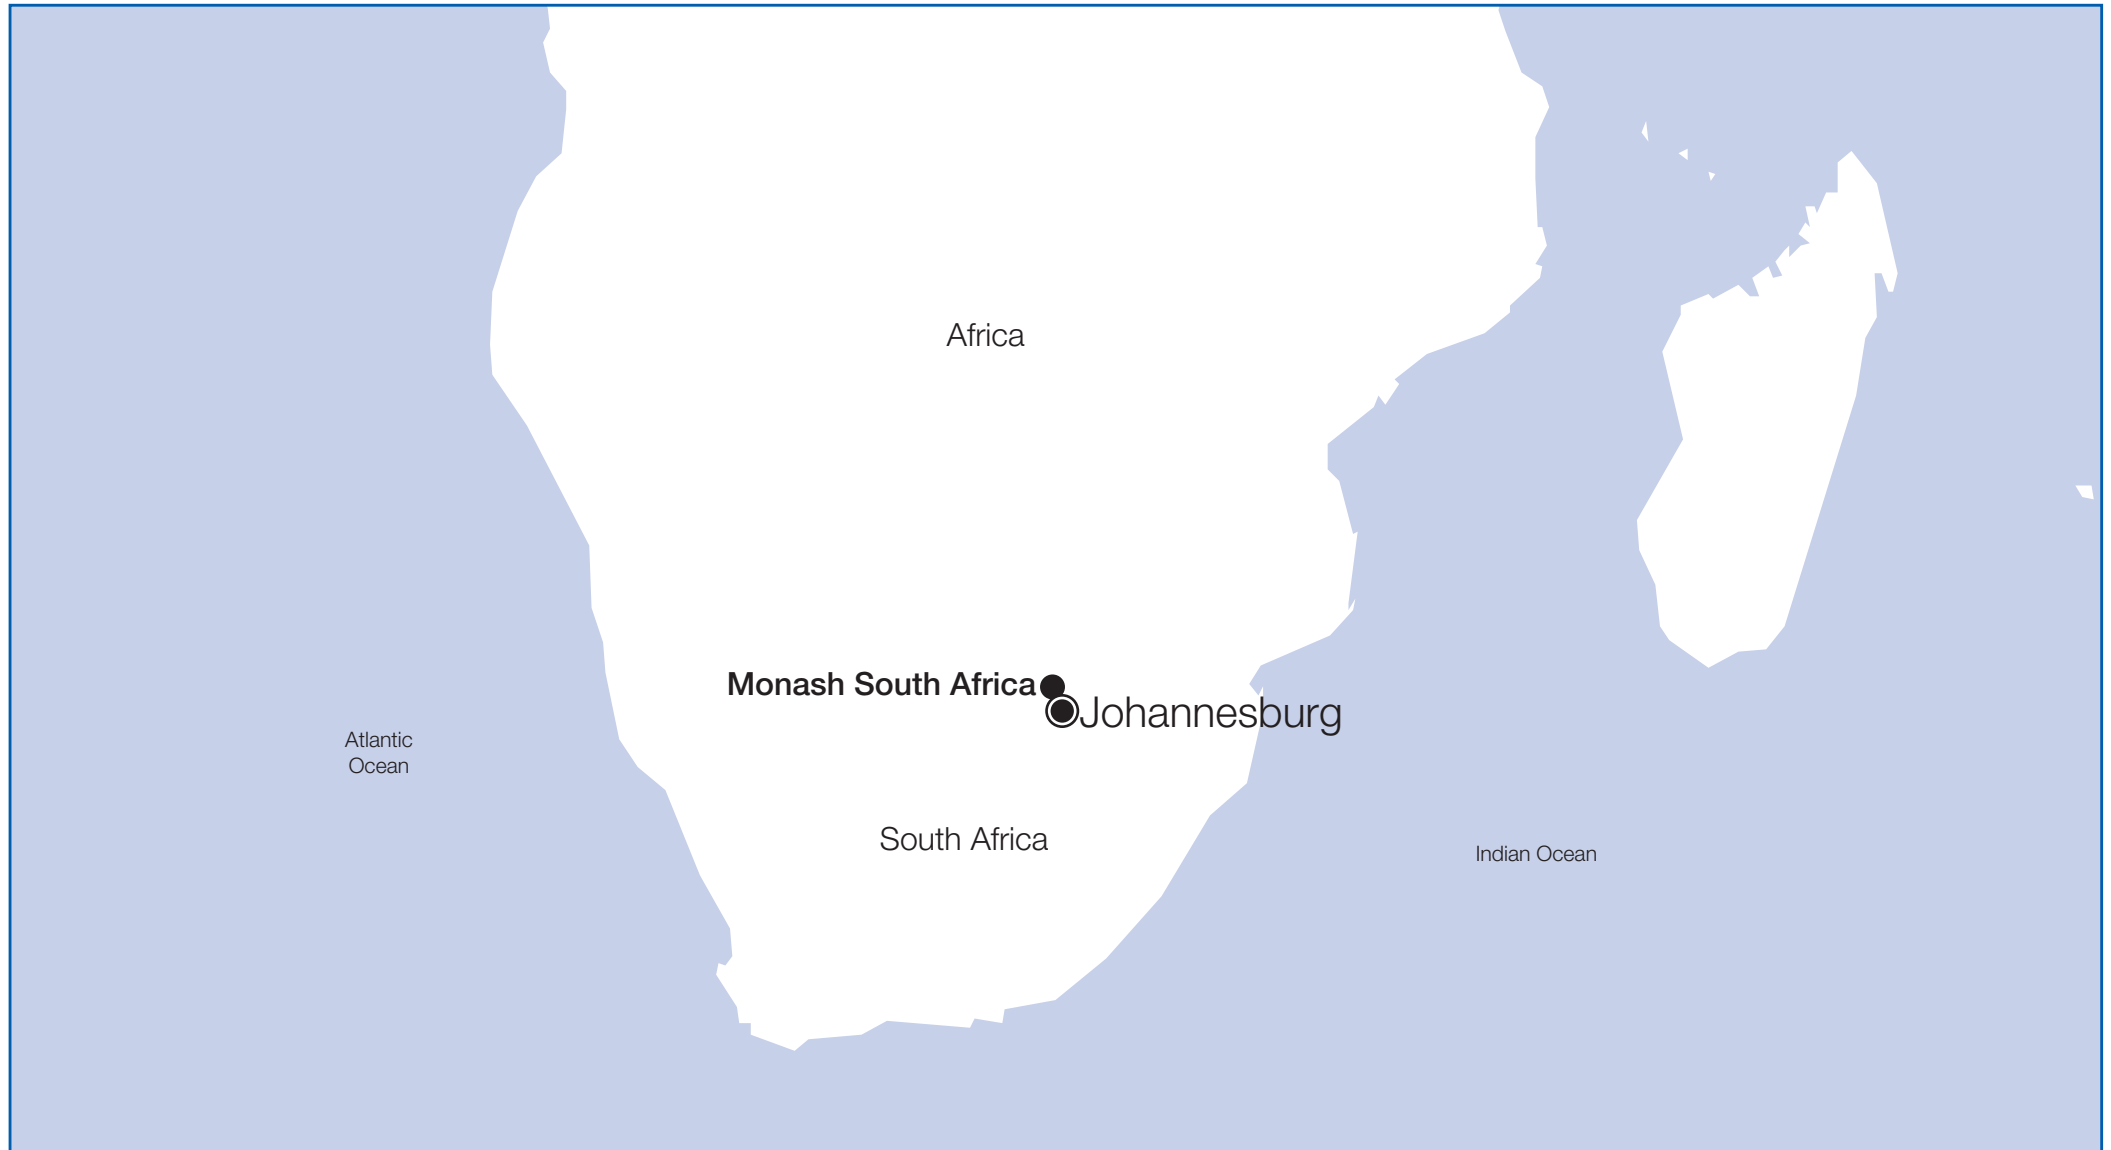 Africa
Monash South Africa
Johannesburg
Atlantic
Ocean
South Africa
Indian Ocean